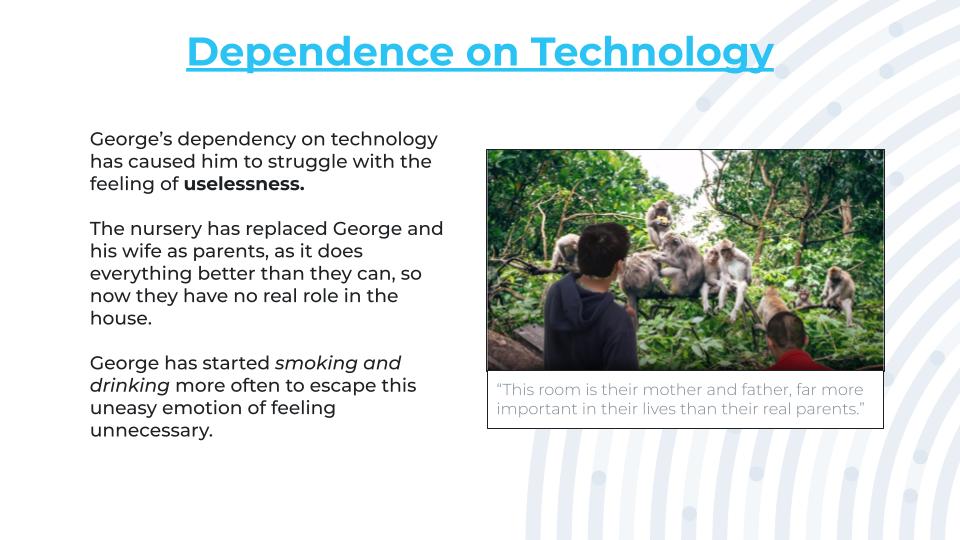 Dependence on Technology
George’s dependency on technology
has caused him to struggle with the
feeling of uselessness.
The nursery has replaced George and
his wife as parents, as it does
everything better than they can, so
now they have no real role in the
house.
George has started smoking and
drinking more often to escape this
uneasy emotion of feeling
unnecessary.
“This room is their mother and father, far more
important in their lives than their real parents.”